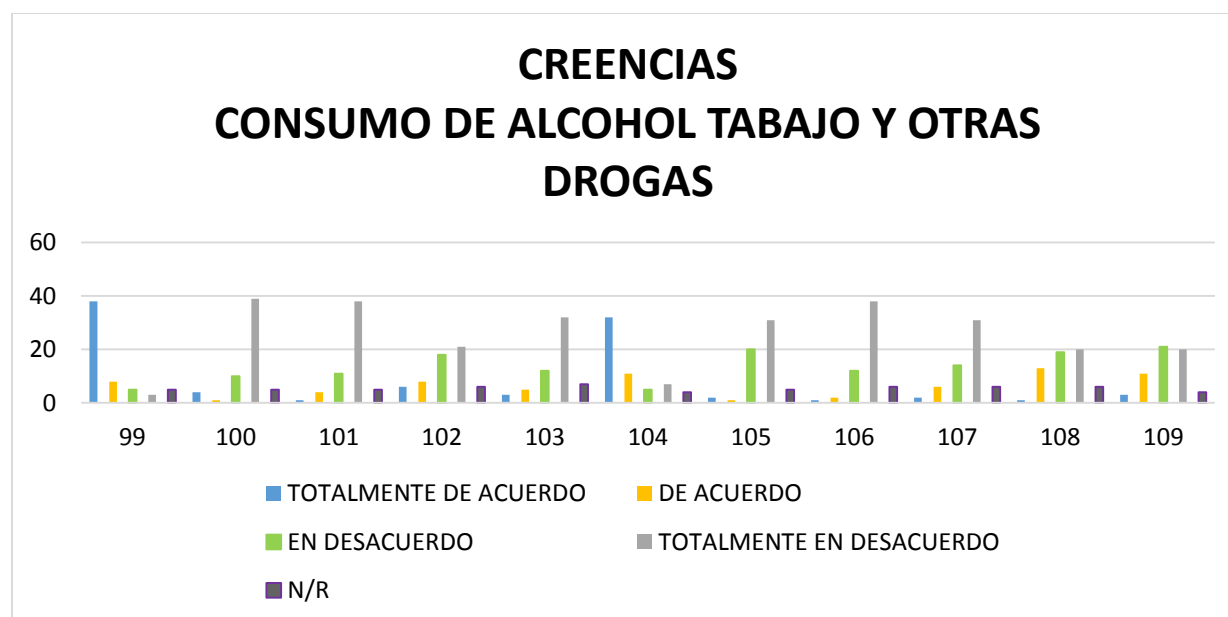 CREENCIAS
CONSUMO DE ALCOHOL TABAJO Y OTRAS
DROGAS
60
40
20
0
99 100 101 102 103 104 105 106 107 108 109
TOTALMENTE DE ACUERDO DE ACUERDO
EN DESACUERDO TOTALMENTE EN DESACUERDO
N/R